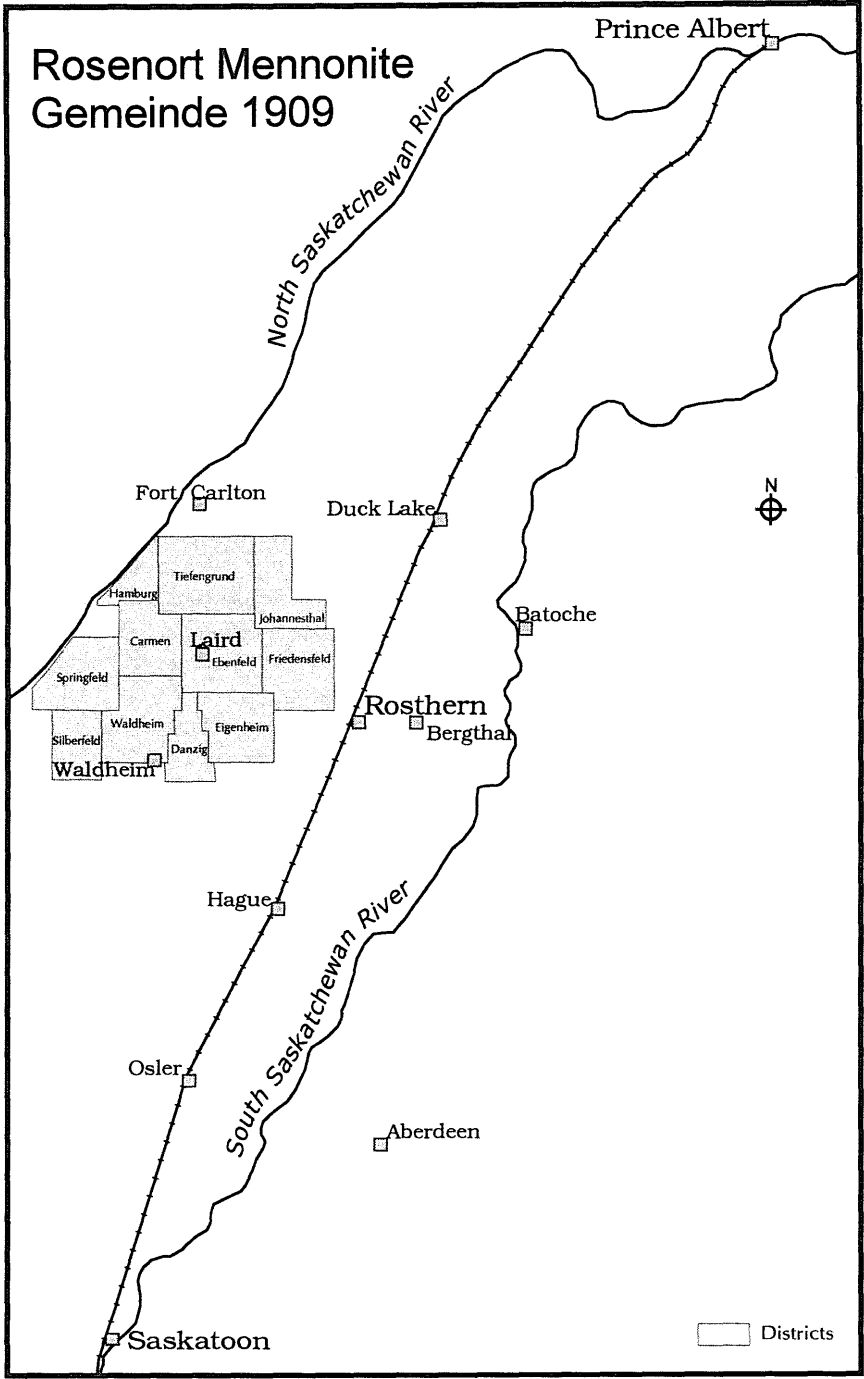 Prince Albert
Rosenort Mennonite
Gemeinde 1909
North Saskatchewan River
N
Fort Carlton
Duck Lake
Tiefengrund
Hamburg
Johannesthal
Batoche
Carmen
Laird
Ebenfeld
Friedensfeld
Springfeld
Rosthern
Waldheim
Eigenheim
Bergthal
Silberfeld
Danzig
Waldheim
Hague
South Saskatchewan River
Osler
Aberdeen
Saskatoon
Districts